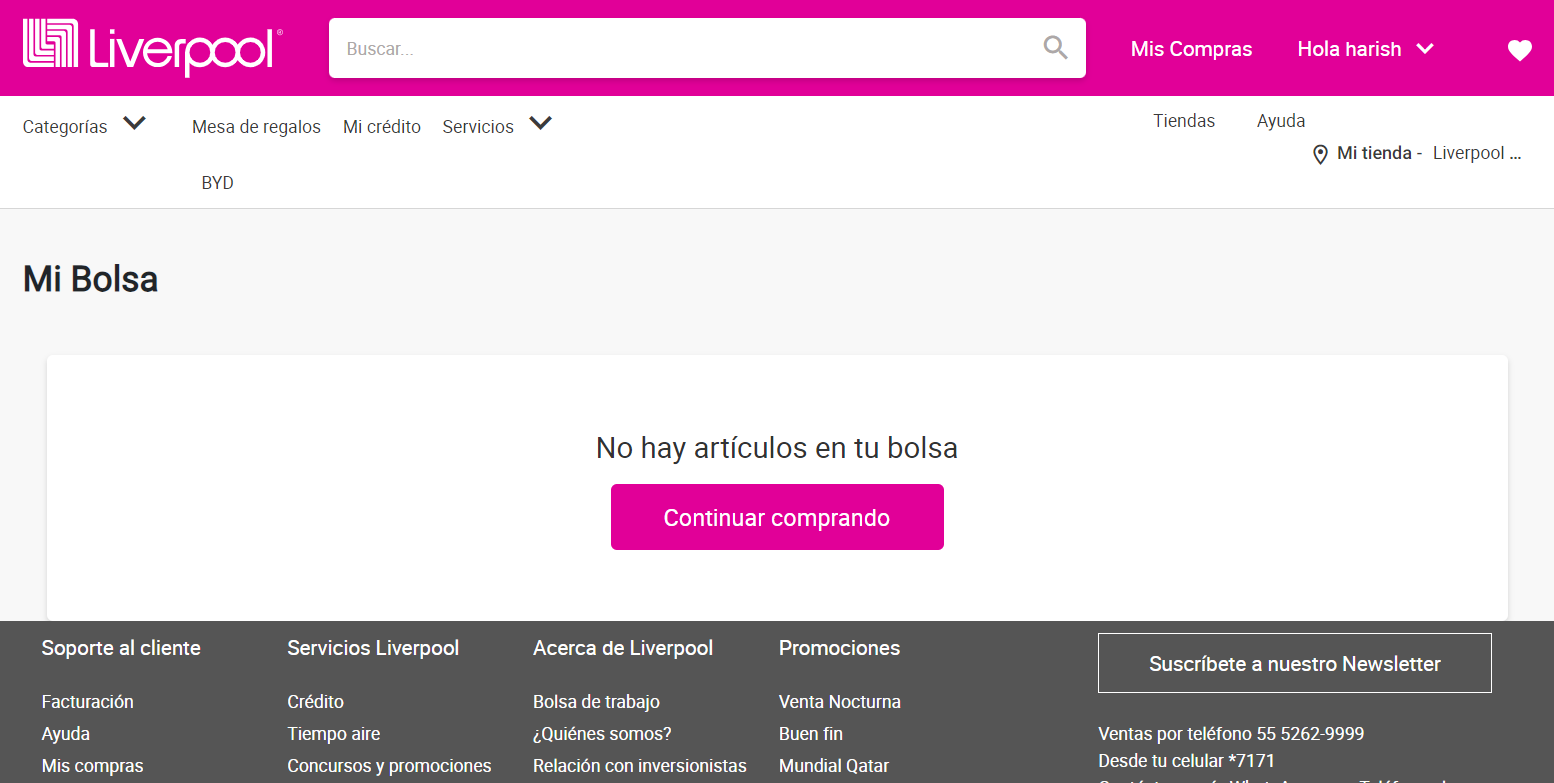 Liverpool®
Buscar...
Mis Compras
Hola harish
Categorías
Mesa de regalos
Mi crédito
Servicios
Tiendas
Ayuda
Mi tienda - Liverpool ...
BYD
Mi Bolsa
No hay artículos en tu bolsa
Continuar comprando
Soporte al cliente
Facturación
Ayuda
Mis compras
Servicios Liverpool
Crédito
Tiempo aire
Concursos y promociones
Acerca de Liverpool
Bolsa de trabajo
¿Quiénes somos?
Relación con inversionistas
Promociones
Venta Nocturna
Buen fin
Mundial Qatar
Suscríbete a nuestro Newsletter
Ventas por teléfono 55 5262-9999
Desde tu celular *7171